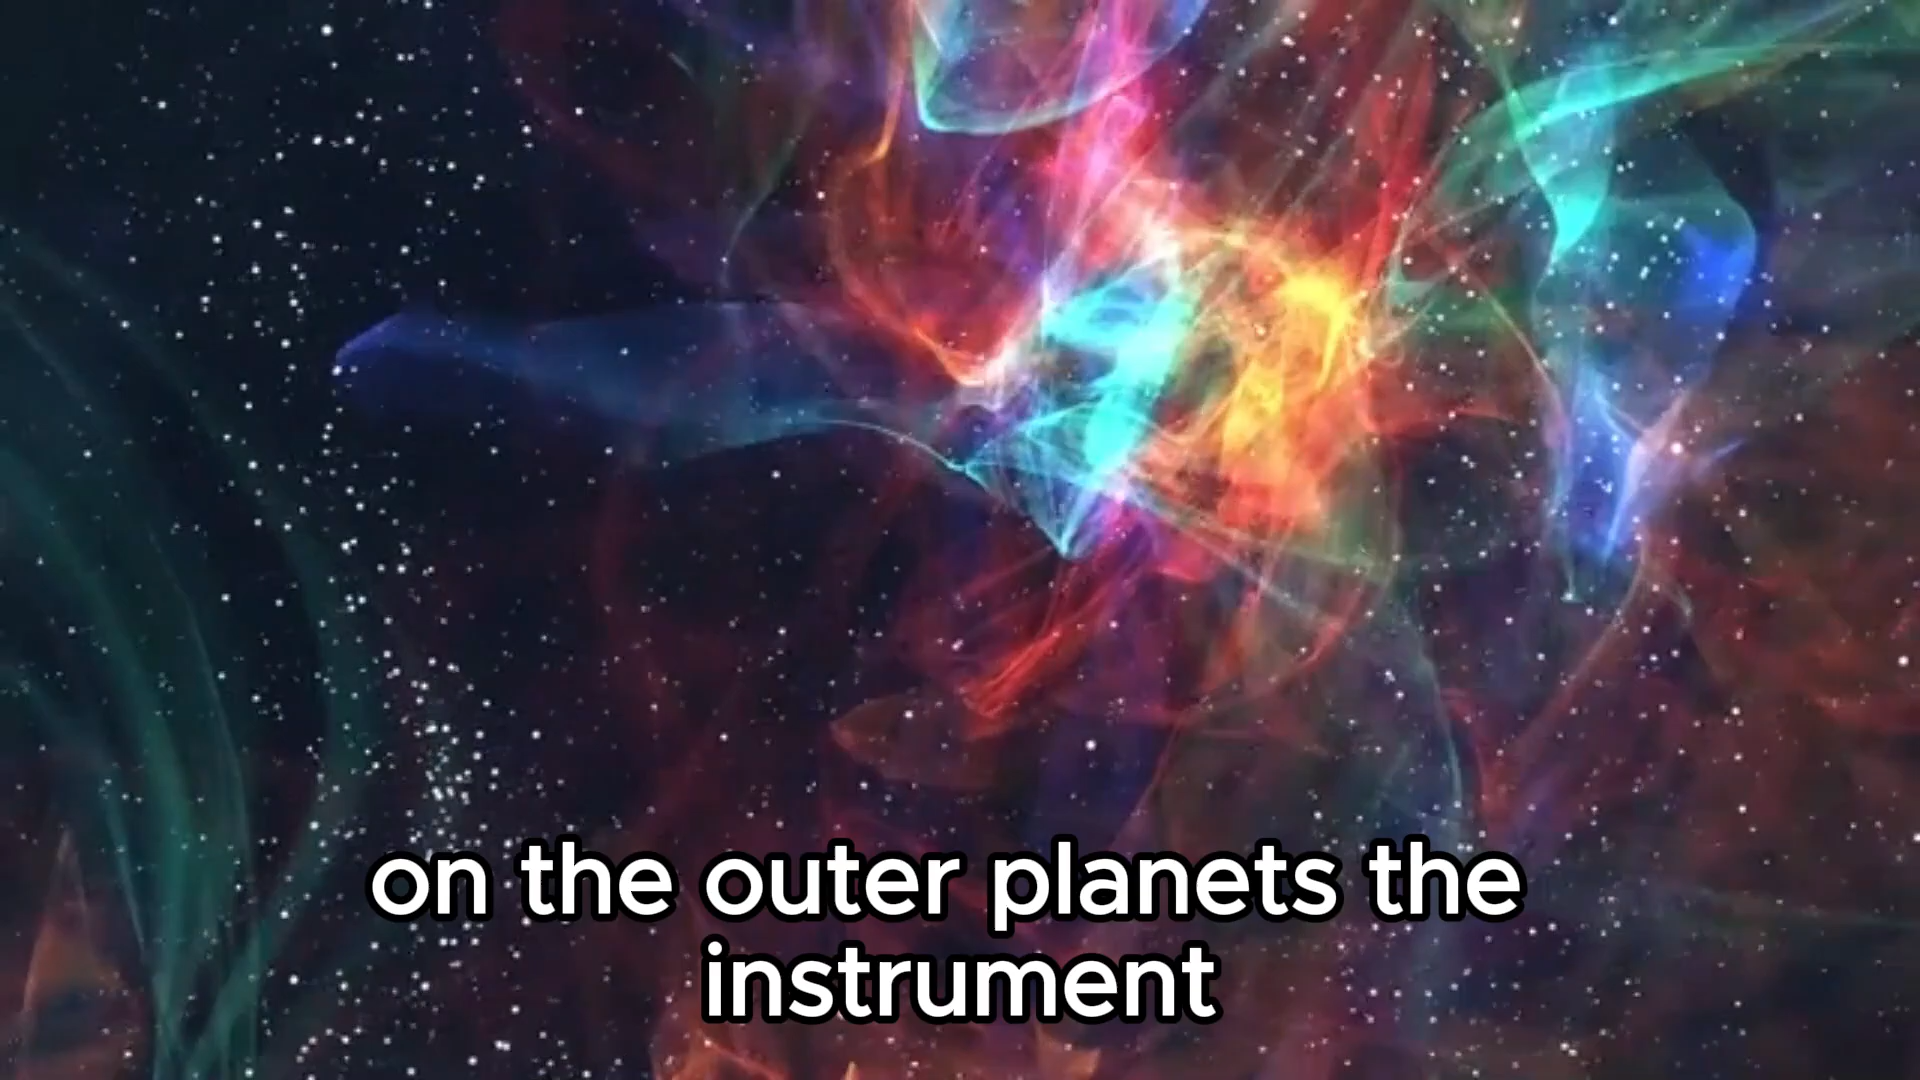 on the outer planets the
instrument